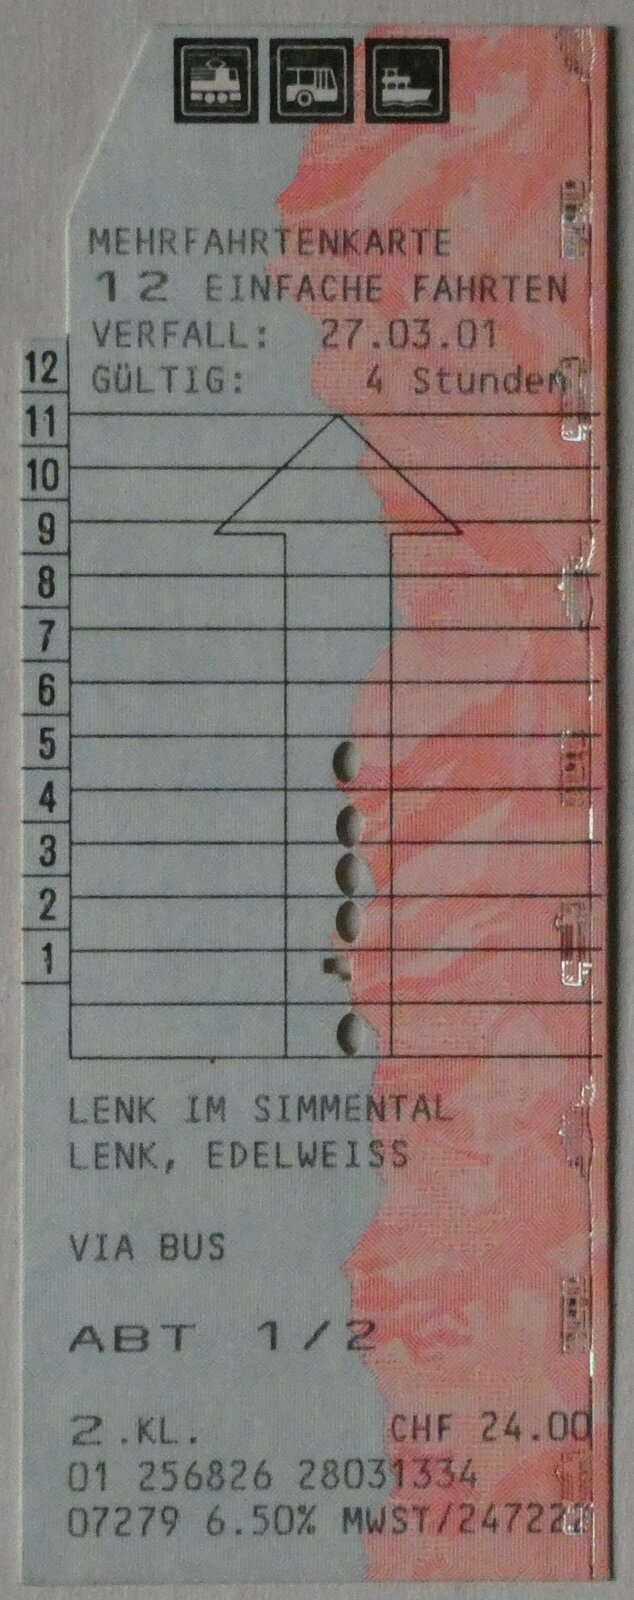 MEHRFAHRTENKARTE
12 EINFACHE FAHRTEN
VERFALL: 27.03.01
GÜLTIG: 4 Stunden
12
11
10
9
8
7
6
5
4
3
2
1
LENK IM SIMMENTAL
LENK, EDELWEISS
VIA BUS
ABT 1/2
2.KL. CHF 24.00
01 256826 28031334
07279 6.50% MWST/247222